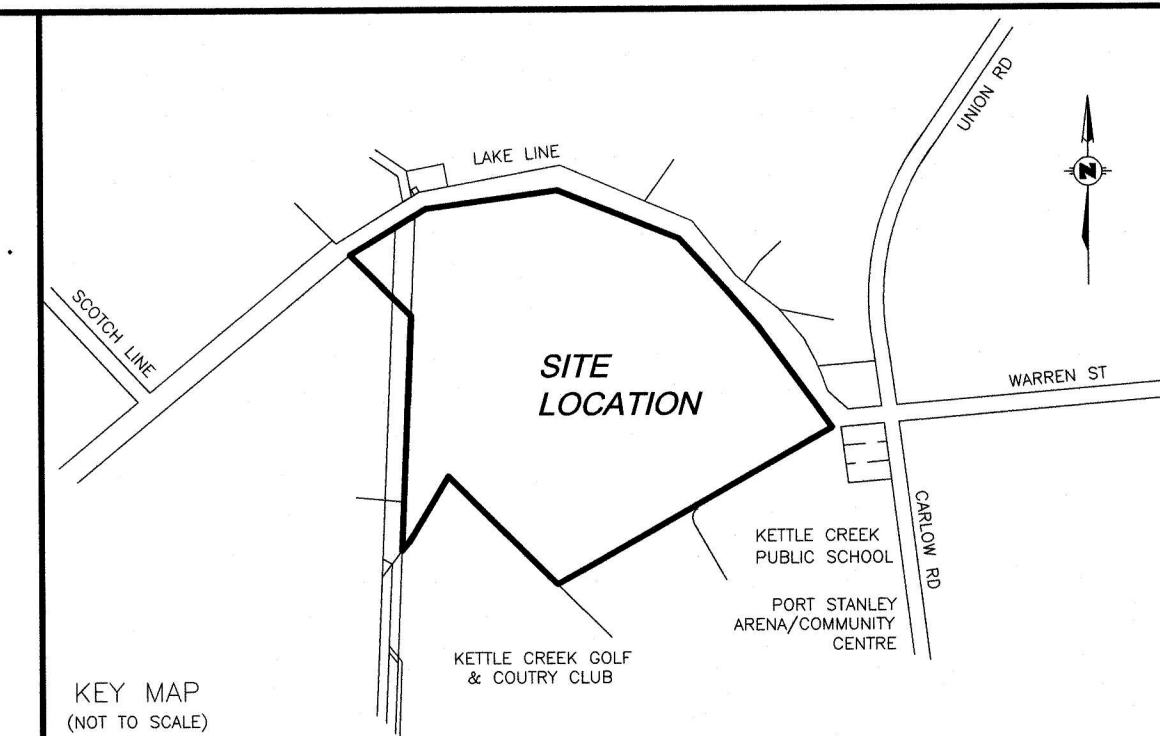 UNION RD
LAKE LINE
N
SCOTCH LINE
SITE
LOCATION
WARREN ST
CARLOW RD
KETTLE CREEK
PUBLIC SCHOOL
PORT STANLEY
ARENA/COMMUNITY
CENTRE
KETTLE CREEK GOLF
& COUTRY CLUB
KEY MAP
(NOT TO SCALE)